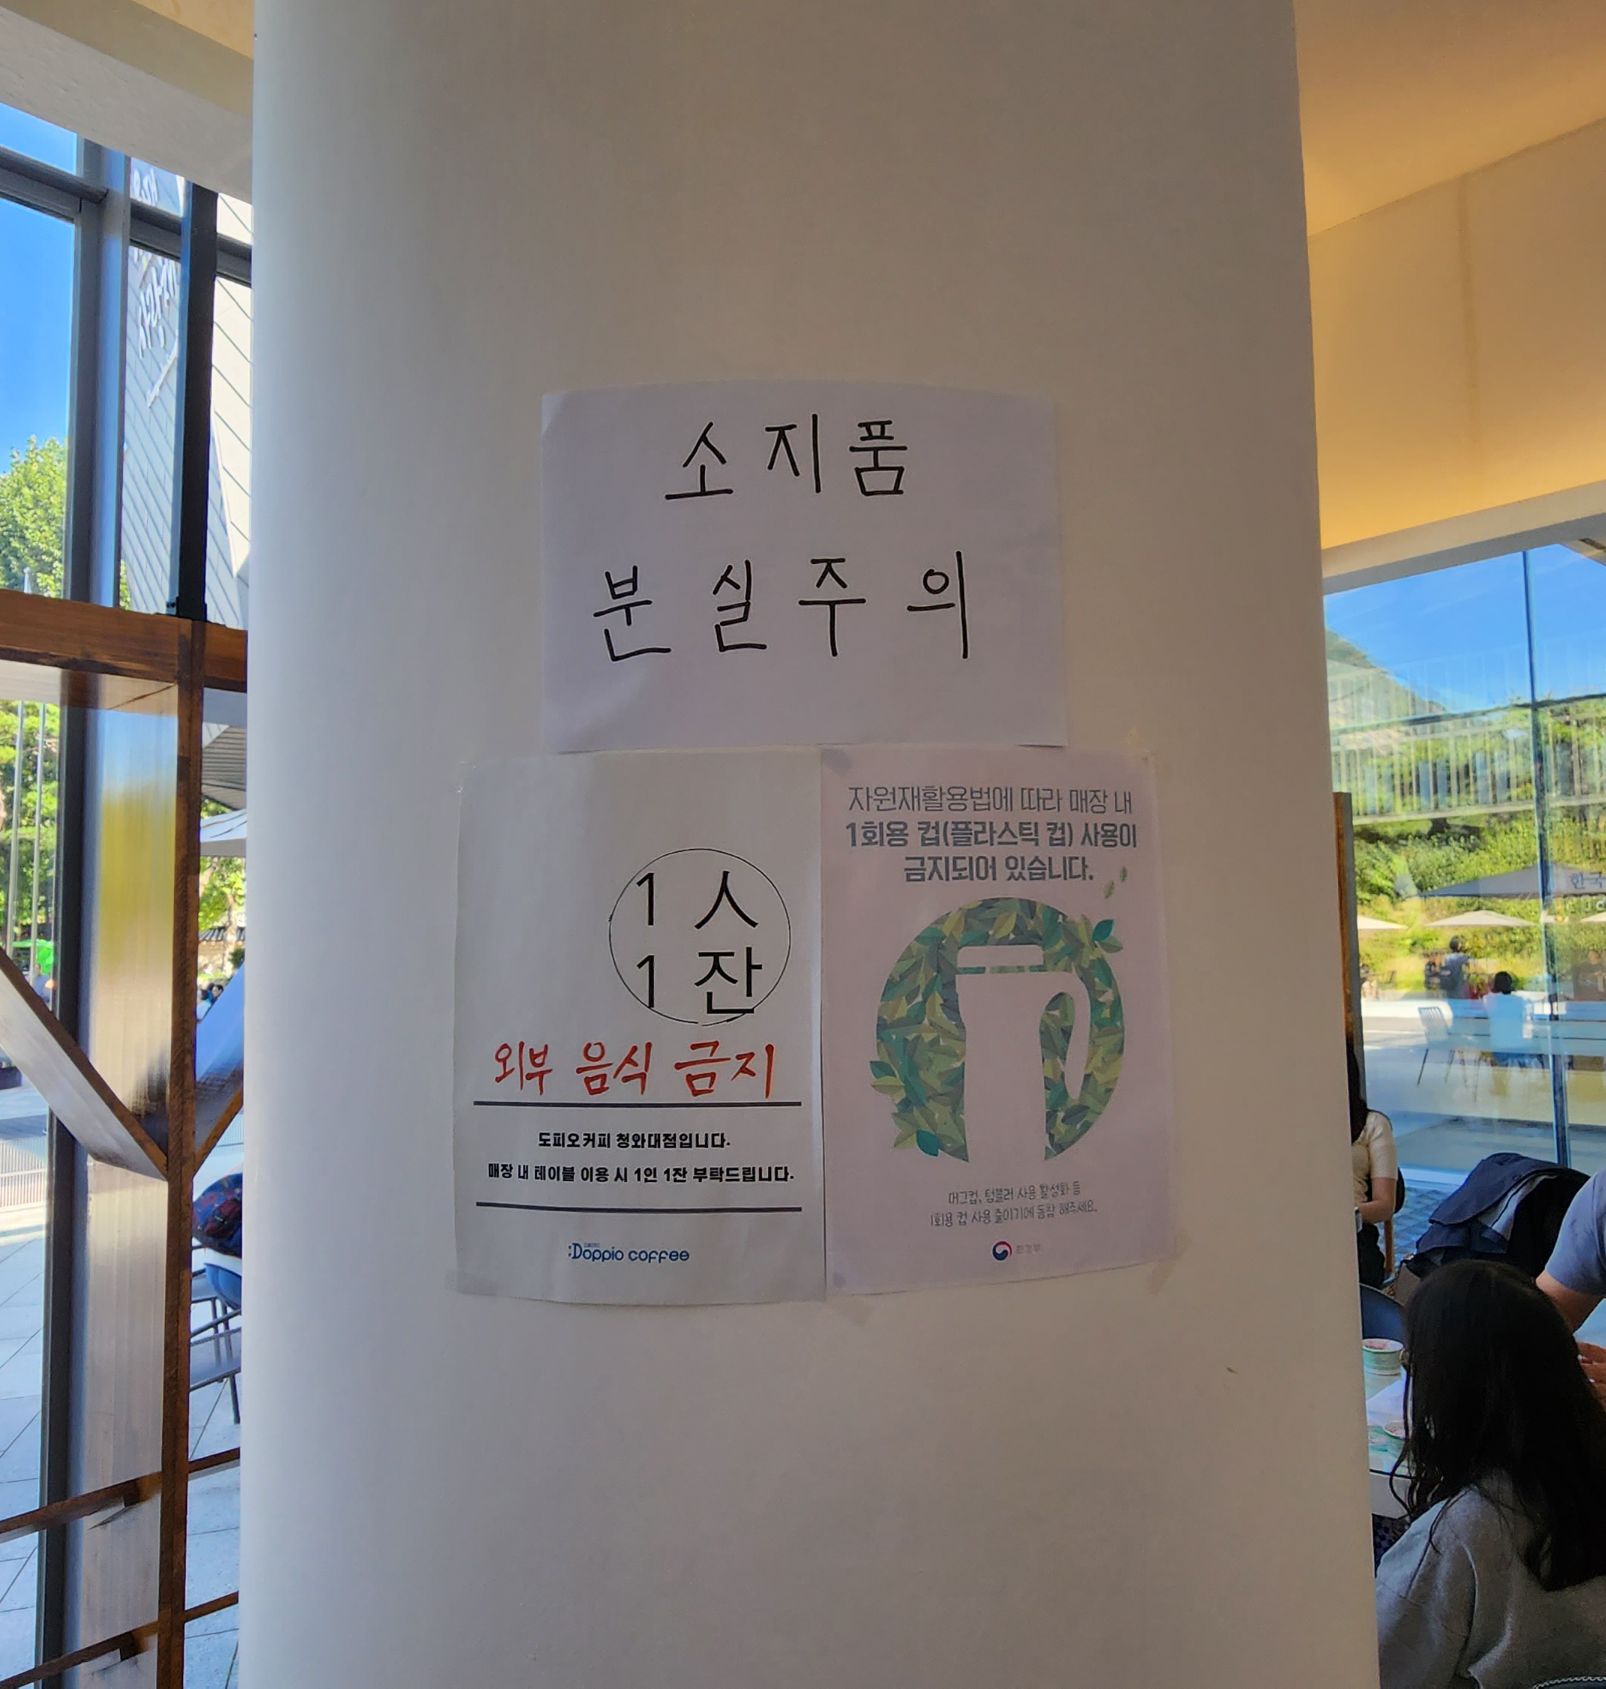 소지품
분실주의
1 人
1 잔
외부 음식 금지
도피오커피 청와대점입니다.
매장 내 테이블 이용 시 1인 1잔 부탁드립니다.
Doppio coffee
자원재활용법에 따라 매장 내
1회용 컵(플라스틱 컵) 사용이
금지되어 있습니다.
머그컵, 텀블러 사용 활성화 등
1회용 컵 사용 줄이기에 동참 해주세요.
환경부
한국